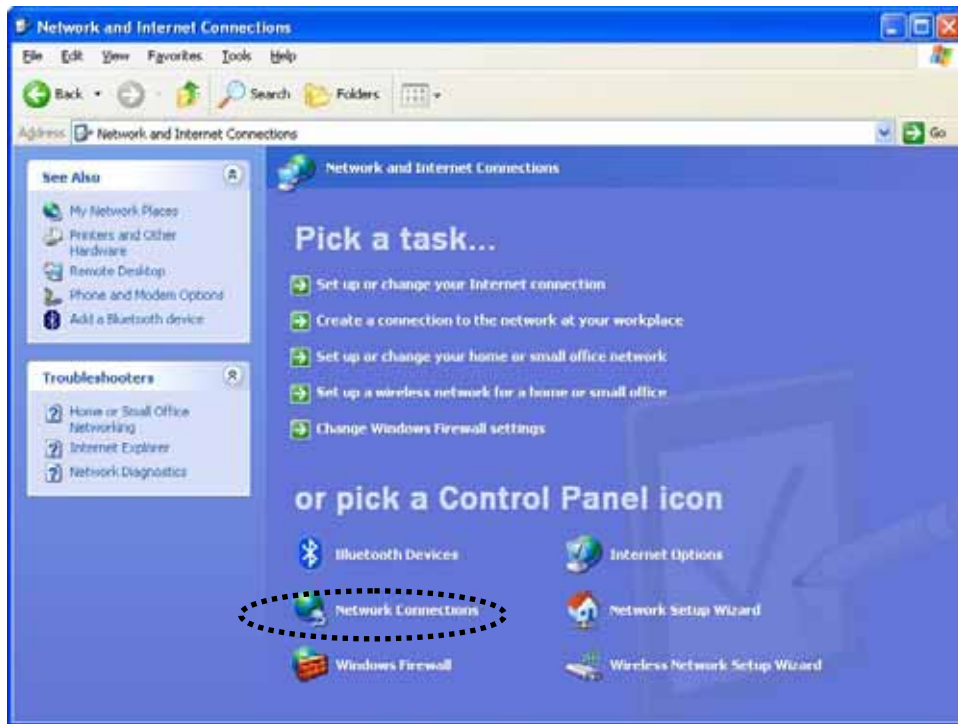 Network and Internet Connections
File Edit View Favorites Tools Help
Back Search Folders
Address Network and Internet Connections Go
See Also
My Network Places
Printers and Other
Hardware
Remote Desktop
Phone and Modem Options
Add a Bluetooth device
Troubleshooters
Home or Small Office
Networking
Internet Explorer
Network Diagnostics
Network and Internet Connections
Pick a task...
Set up or change your Internet connection
Create a connection to the network at your workplace
Set up or change your home or small office network
Set up a wireless network for a home or small office
Change Windows Firewall settings
or pick a Control Panel icon
Bluetooth Devices
Internet Options
Network Connections
Network Setup Wizard
Windows Firewall
Wireless Network Setup Wizard